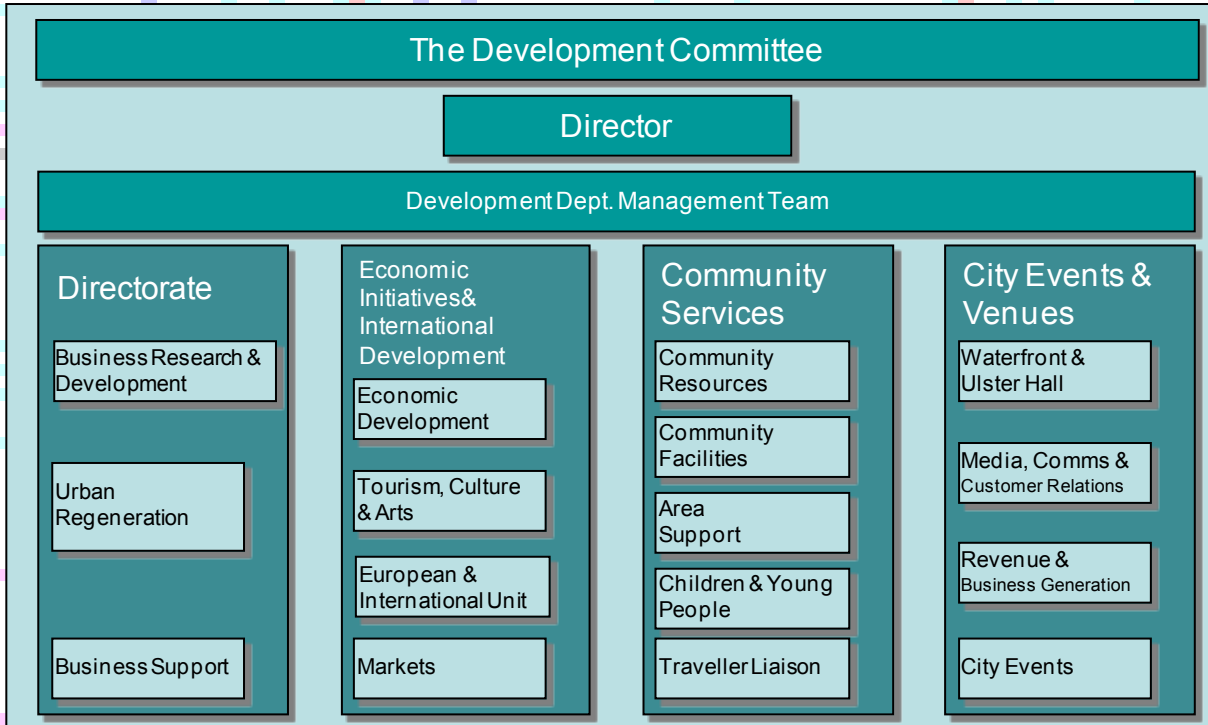 The Development Committee
Director
Development Dept. Management Team
Directorate
Business Research &
Development
Urban
Regeneration
Business Support
Economic
Initiatives&
International
Development
Economic
Development
Tourism, Culture
& Arts
European &
International Unit
Markets
Community
Services
Community
Resources
Community
Facilities
Area
Support
Children & Young
People
Traveller Liaison
City Events &
Venues
Waterfront &
Ulster Hall
Media, Comms &
Customer Relations
Revenue &
Business Generation
City Events